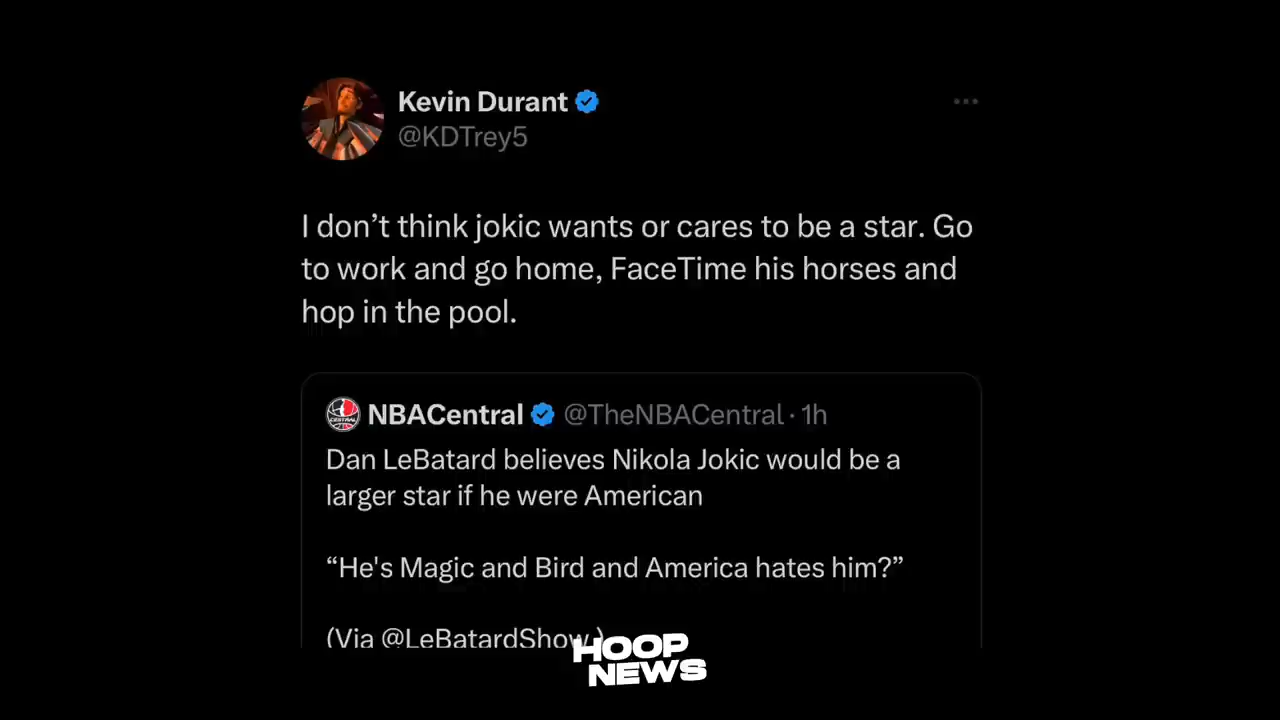 Kevin Durant
@KDTrey5
I don’t think jokic wants or cares to be a star. Go
to work and go home, FaceTime his horses and
hop in the pool.
CENTRAL
NBACentral @TheNBACentral · 1h
Dan LeBatard believes Nikola Jokic would be a
larger star if he were American
“He's Magic and Bird and America hates him?”
(Via @LeBatardShow )
HOOP
NEWS